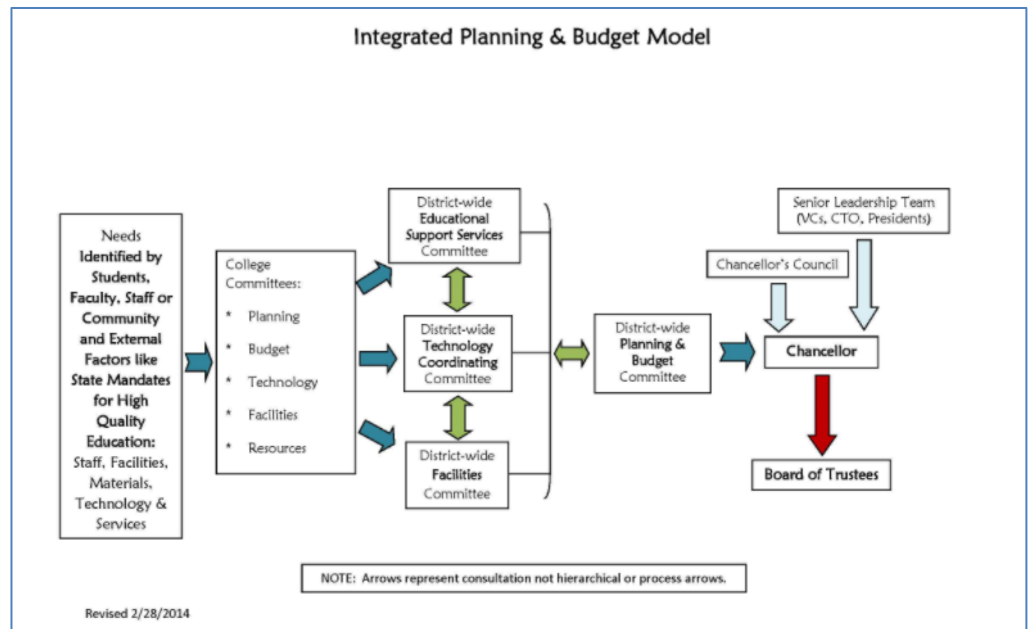 Integrated Planning & Budget Model
Needs
Identified by
Students,
Faculty, Staff or
Community
and External
Factors like
State Mandates
for High
Quality
Education:
Staff, Facilities,
Materials,
Technology &
Services
College
Committees:
* Planning
* Budget
* Technology
* Facilities
* Resources
District-wide
Educational
Support Services
Committee
District-wide
Technology
Coordinating
Committee
District-wide
Facilities
Committee
District-wide
Planning &
Budget
Committee
Senior Leadership Team
(VCs, CTO, Presidents)
Chancellor's Council
Chancellor
Board of Trustees
NOTE: Arrows represent consultation not hierarchical or process arrows.
Revised 2/28/2014